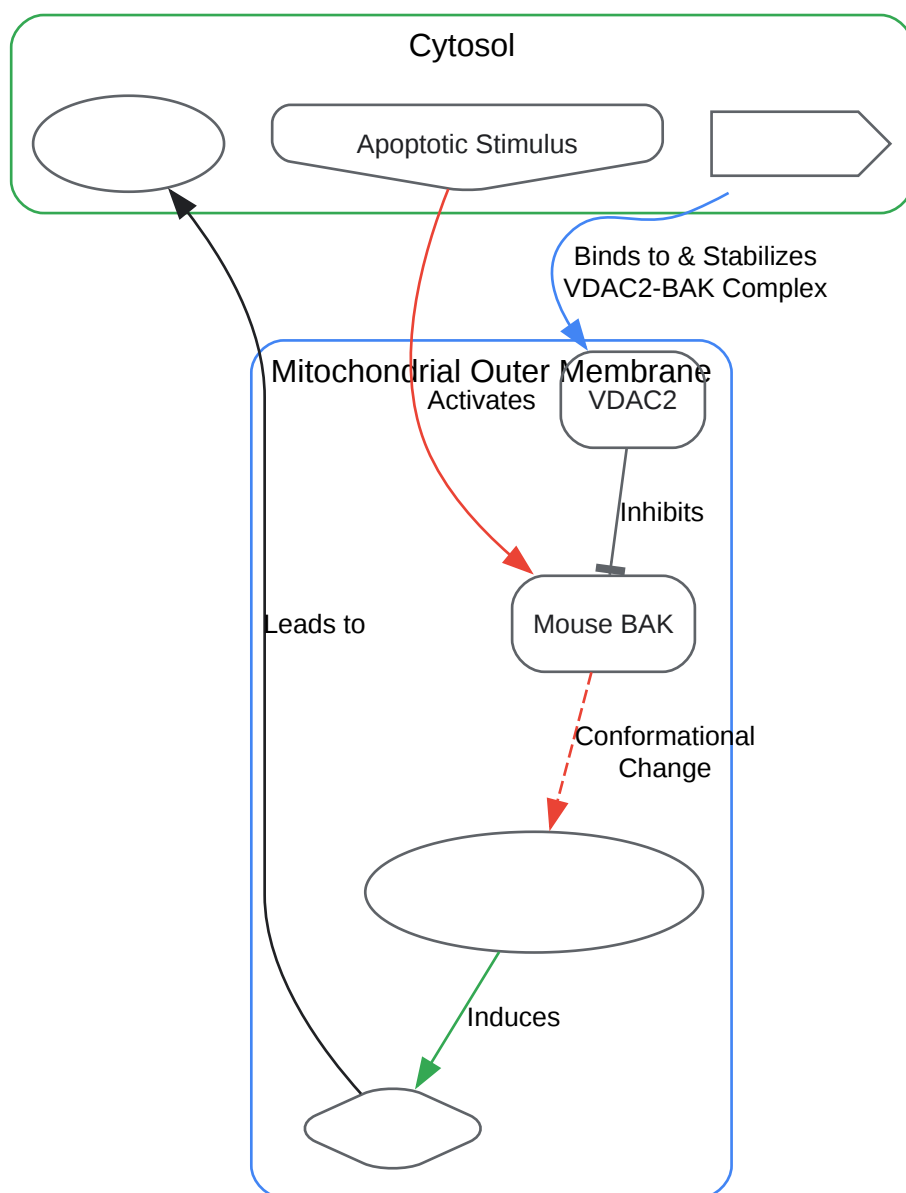 Cytosol
Apoptotic Stimulus
Binds to & Stabilizes
VDAC2-BAK Complex
Mitochondrial Outer Membrane
Activates
VDAC2
Inhibits
Leads to
Mouse BAK
Conformational
Change
Induces